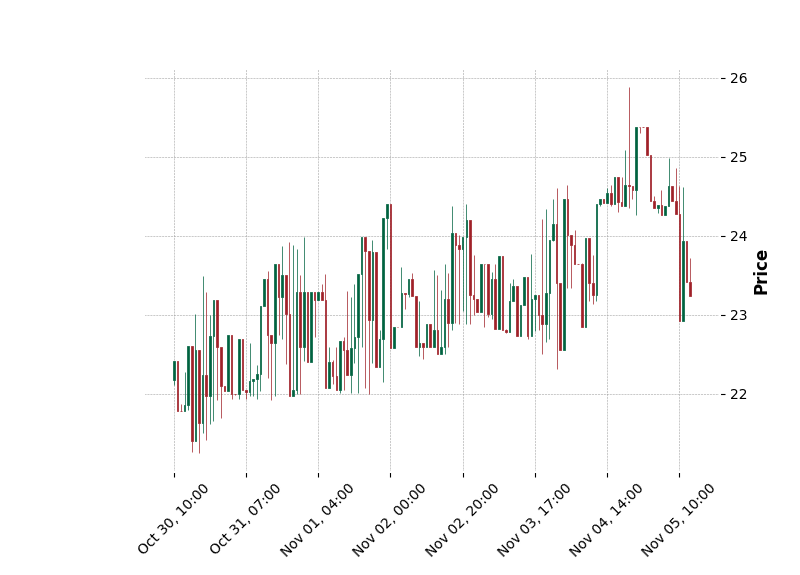 26
25
24
23
22
Price
Oct 30, 10:00
Oct 31, 07:00
Nov 01, 04:00
Nov 02, 00:00
Nov 02, 20:00
Nov 03, 17:00
Nov 04, 14:00
Nov 05, 10:00